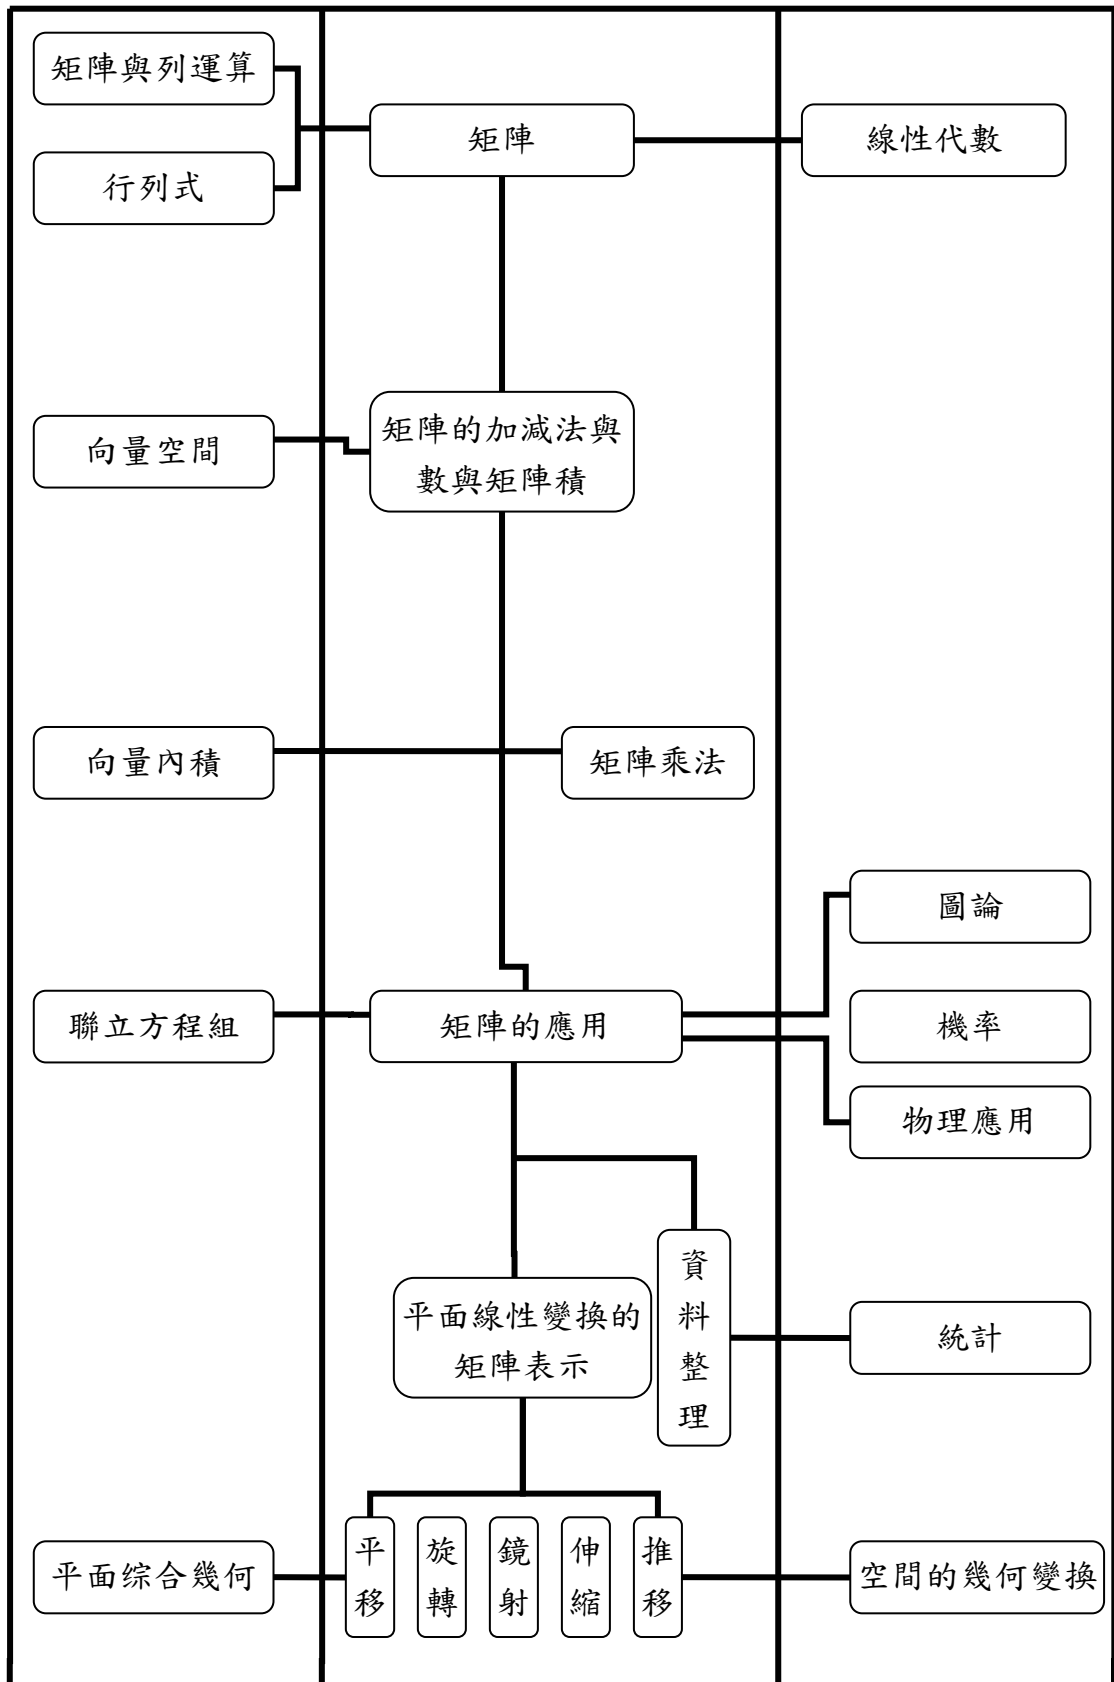 矩陣與列運算
矩陣
線性代數
行列式
向量空間
矩陣的加減法與
數與矩陣積
向量內積
矩陣乘法
圖論
聯立方程組
矩陣的應用
機率
物理應用
平面線性變換的
矩陣表示
資料整理
統計
平面综合幾何
平移
旋轉
鏡射
伸縮
推移
空間的幾何變換